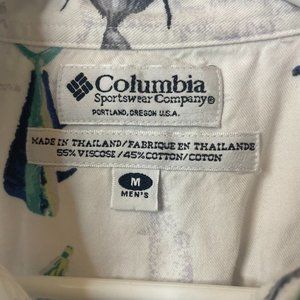 Columbia
Sportswear Company®
PORTLAND, OREGON U.S.A.
MADE IN THAILAND/FABRIQUE EN THAILANDE
55% VISCOSE/45% COTTON/COTON
M
MEN'S